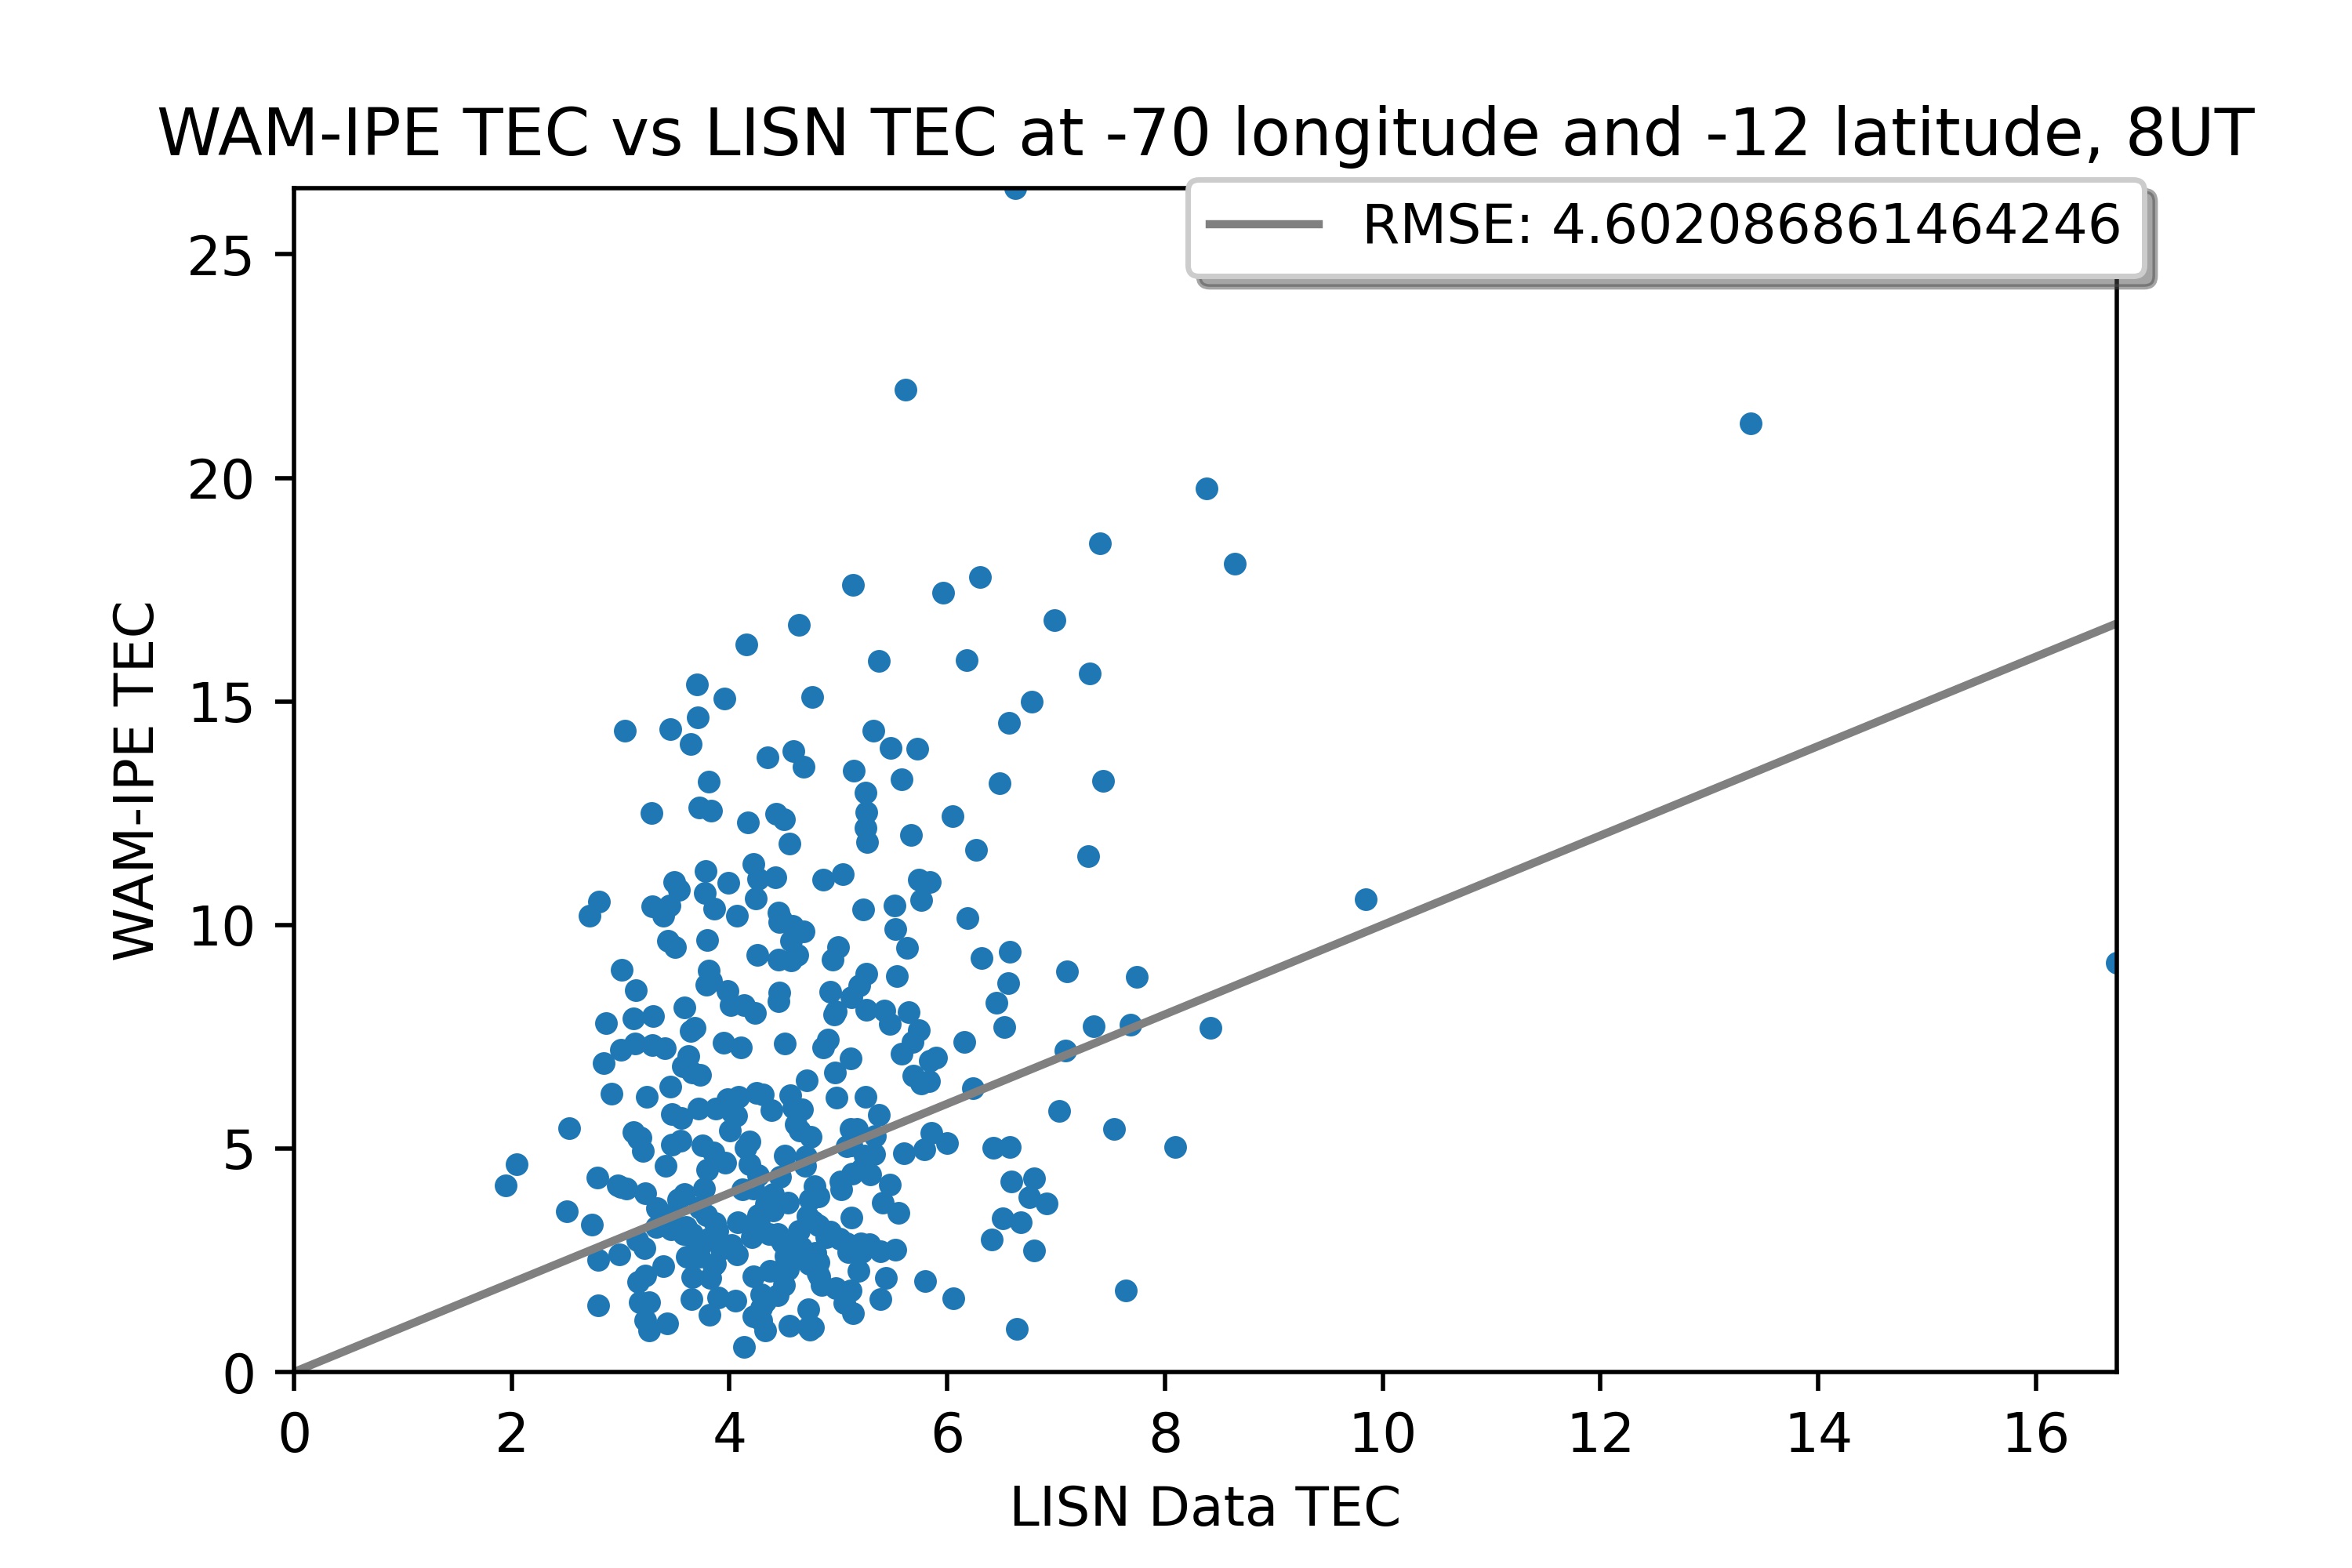 WAM-IPE TEC vs LISN TEC at -70 longitude and -12 latitude, 8UT
RMSE: 4.602086861464246
25
20
15
10
5
0
WAM-IPE TEC
0 2 4 6 8 10 12 14 16
LISN Data TEC